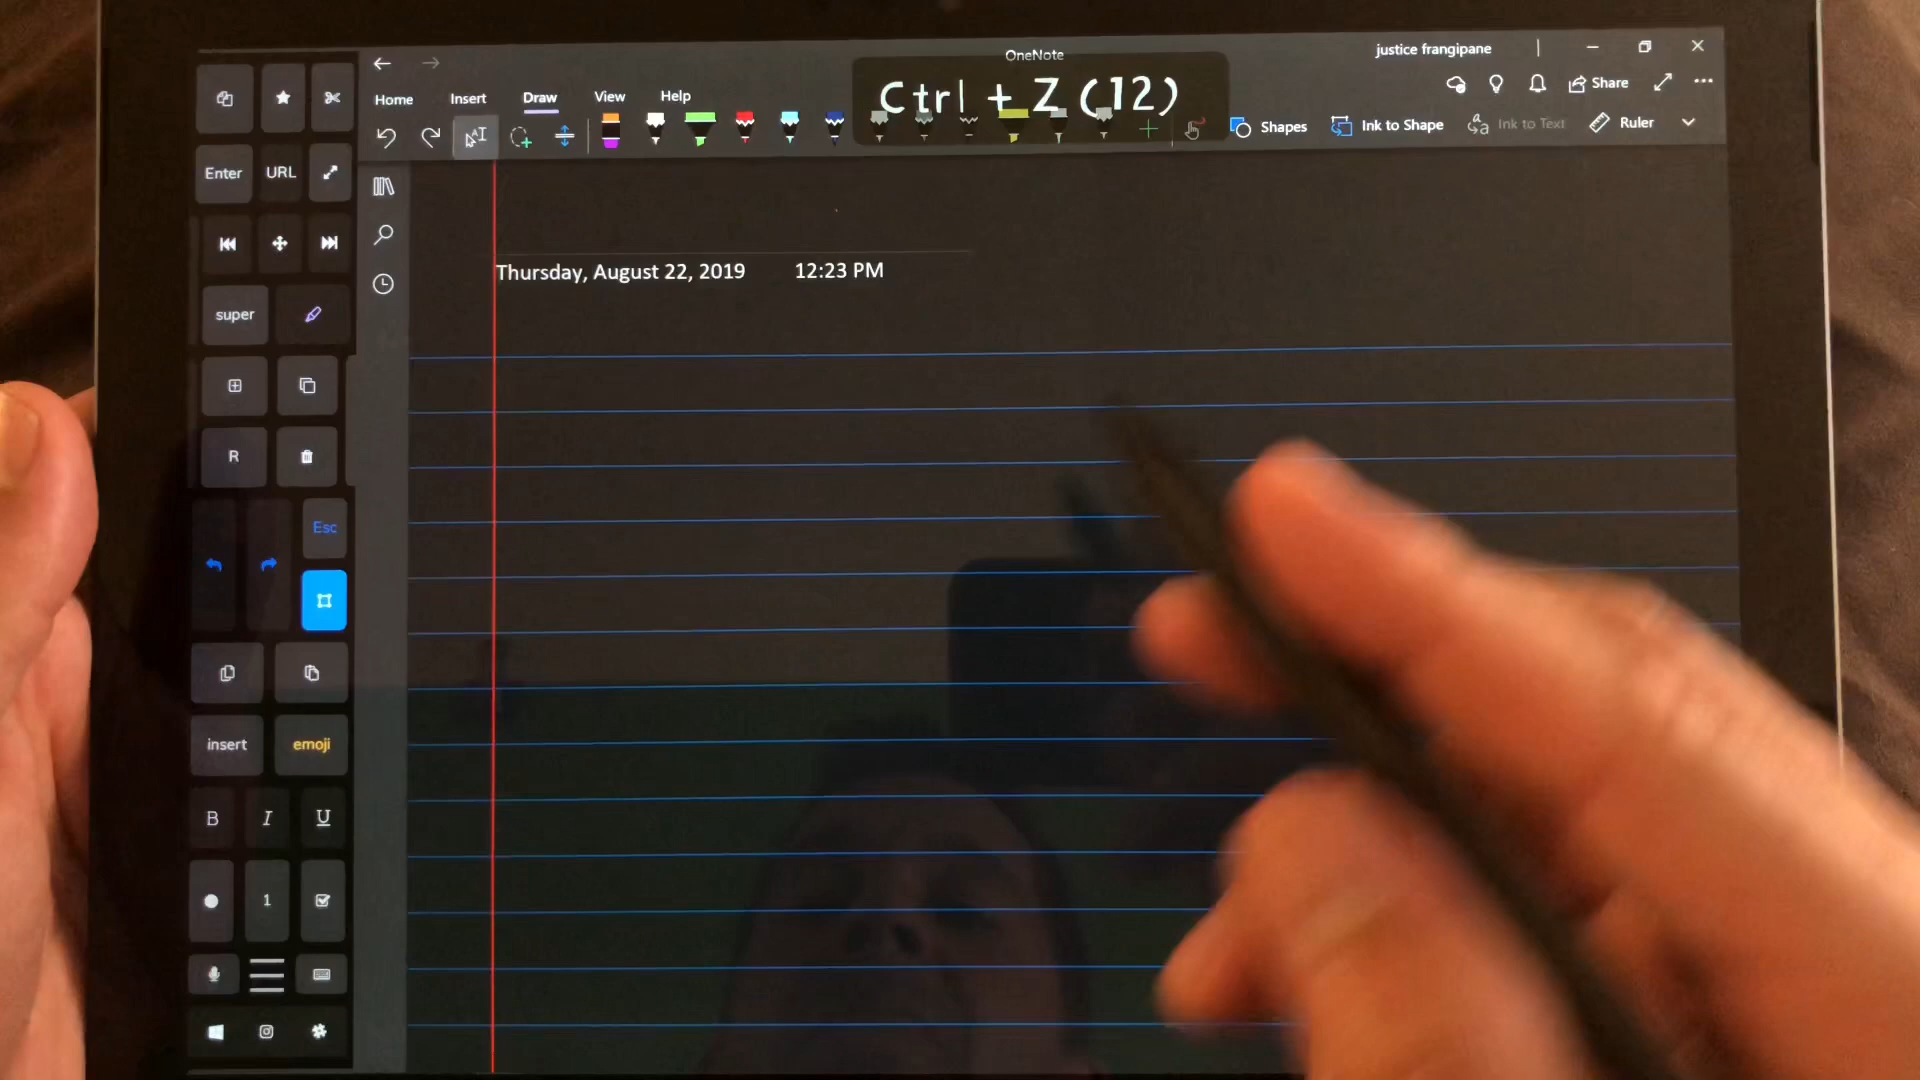 OneNote
justice frangipane
Ctrl + Z (12)
Share
Home Insert Draw View Help
Shapes Ink to Shape Ink to Text Ruler
Enter URL
Thursday, August 22, 2019 12:23 PM
super
R
Esc
insert emoji
B I U
1